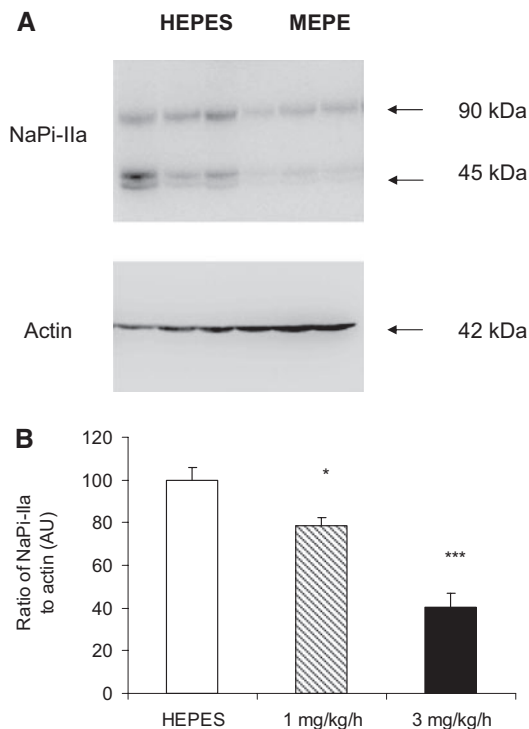 A HEPES MEPE
NaPi-IIa
90 kDa
45 kDa
Actin
42 kDa
B
Ratio of NaPi-IIa
to actin (AU)
120
100
80
60
40
20
0
*
***
HEPES 1 mg/kg/h 3 mg/kg/h